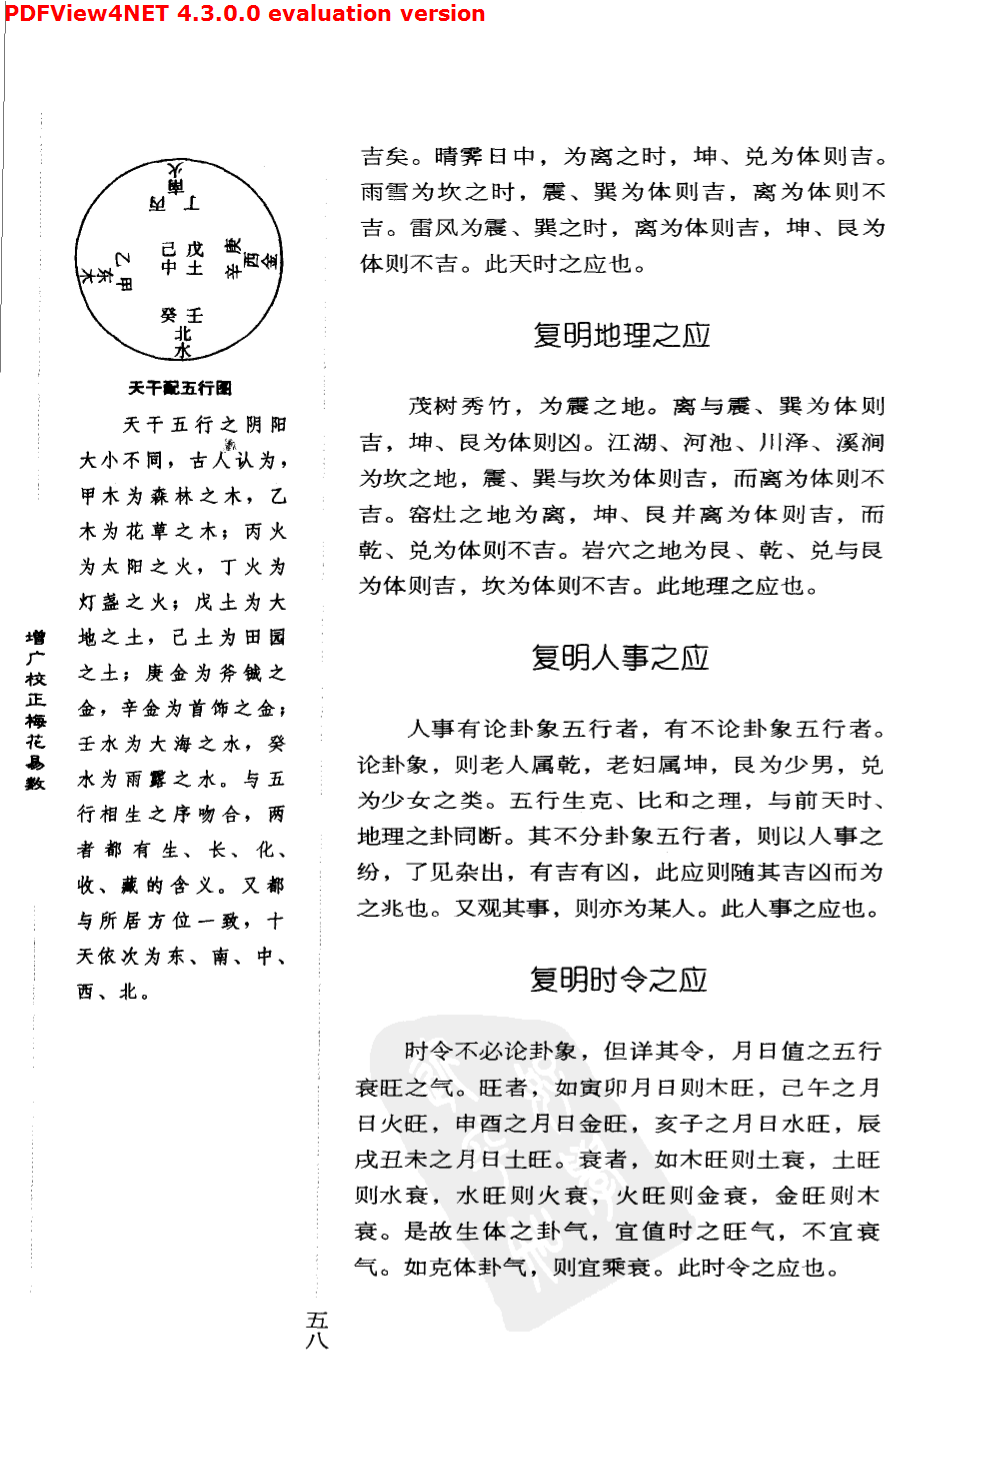 PDFView4NET 4.3.0.0 evaluation version
吉矣。晴霁日中，为离之时，坤、兑为体则吉。
雨雪为坎之时，震、巽为体则吉，离为体则不
吉。雷风为震、巽之时，离为体则吉，坤、艮为
体则不吉。此天时之应也。
复明地理之应
茂树秀竹，为震之地。离与震、巽为体则
吉，坤、艮为体则凶。江湖、河池、川泽、溪涧
为坎之地，震、巽与坎为体则吉，而离为体则不
吉。窑灶之地为离，坤、艮并离为体则吉，而
乾、兑为体则不吉。岩穴之地为艮、乾、兑与艮
为体则吉，坎为体则不吉。此地理之应也。
复明人事之应
人事有论卦象五行者，有不论卦象五行者。
论卦象，则老人属乾，老妇属坤，艮为少男，兑
为少女之类。五行生克、比和之理，与前天时、
地理之卦同断。其不分卦象五行者，则以人事之
纷，了见杂出，有吉有凶，此应则随其吉凶而为
之兆也。又观其事，则亦为某人。此人事之应也。
复明时令之应
时令不必论卦象，但详其令，月日值之五行
衰旺之气。旺者，如寅卯月日则木旺，己午之月
日火旺，申酉之月日金旺，亥子之月日水旺，辰
戌丑未之月日土旺。衰者，如木旺则土衰，土旺
则水衰，水旺则火衰，火旺则金衰，金旺则木
衰。是故生体之卦气，宜值时之旺气，不宜衰
气。如克体卦气，则宜乘衰。此时令之应也。
火
南
丙 丁
己 戊
中 土
乙
甲
东
木
庚
辛
西
金
癸 壬
北
水
天干配五行图
天干五行之阴阳
大小不同，古人认为，
甲木为森林之木，乙
木为花草之木；丙火
为太阳之火，丁火为
灯盏之火；戊土为大
地之土，己土为田园
之土；庚金为斧钺之
金，辛金为首饰之金；
壬水为大海之水，癸
水为雨露之水。与五
行相生之序吻合，两
者都有生、长、化、
收、藏的含义。又都
与所居方位一致，十
天依次为东、南、中、
西、北。
增广校正梅花易数
五八